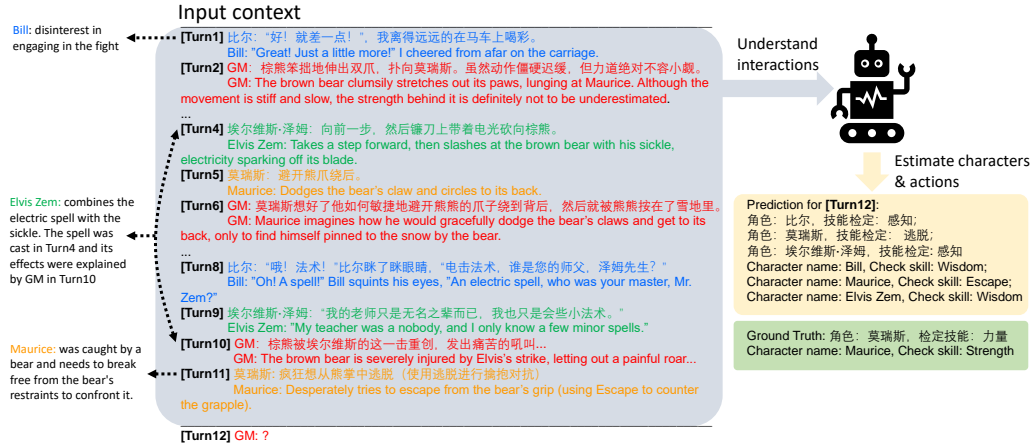 Input context
Bill: disinterest in
engaging in the fight
[Turn1] 比尔: “好！就差一点！”，我离得远远的在马车上喝彩。
Bill: "Great! Just a little more!" I cheered from afar on the carriage.
[Turn2] GM: 棕熊笨拙地伸出双爪，扑向莫瑞斯。虽然动作僵硬迟缓，但力道绝对不容小觑。
GM: The brown bear clumsily stretches out its paws, lunging at Maurice. Although the
movement is stiff and slow, the strength behind it is definitely not to be underestimated.
...
[Turn4] 埃尔维斯·泽姆: 向前一步，然后镰刀上带着电光砍向棕熊。
Elvis Zem: Takes a step forward, then slashes at the brown bear with his sickle,
electricity sparking off its blade.
[Turn5] 莫瑞斯: 避开熊爪绕后。
Maurice: Dodges the bear's claw and circles to its back.
[Turn6] GM: 莫瑞斯想好了他如何敏捷地避开熊熊的爪子绕到背后，然后就被熊熊按在了雪地里。
GM: Maurice imagines how he would gracefully dodge the bear's claws and get to its
back, only to find himself pinned to the snow by the bear.
...
[Turn8] 比尔: “哦！法术！”比尔眯了眯眼睛，“电击法术，谁是您的师父，泽姆先生？”
Bill: "Oh! A spell!" Bill squints his eyes, "An electric spell, who was your master, Mr.
Zem?"
[Turn9] 埃尔维斯·泽姆: “我的老师只是无名之辈而已，我也只是会些小法术。”
Elvis Zem: "My teacher was a nobody, and I only know a few minor spells."
[Turn10] GM: 棕熊被埃尔维斯的这一击重创，发出痛苦的吼叫...
GM: The brown bear is severely injured by Elvis's strike, letting out a painful roar...
[Turn11] 莫瑞斯: 疯狂想从熊掌中逃脱（使用逃脱进行擒抱对抗）
Maurice: Desperately tries to escape from the bear's grip (using Escape to counter
the grapple).
[Turn12] GM: ?
Elvis Zem: combines the
electric spell with the
sickle. The spell was
cast in Turn4 and its
effects were explained
by GM in Turn10
Maurice: was caught by a
bear and needs to break
free from the bear's
restraints to confront it.
Understand
interactions
Estimate characters
& actions
Prediction for [Turn12]:
角色: 比尔，技能检定: 感知;
角色: 莫瑞斯，技能检定: 逃脱;
角色: 埃尔维斯·泽姆，技能检定: 感知
Character name: Bill, Check skill: Wisdom;
Character name: Maurice, Check skill: Escape;
Character name: Elvis Zem, Check skill: Wisdom
Ground Truth: 角色: 莫瑞斯，检定技能: 力量
Character name: Maurice, Check skill: Strength